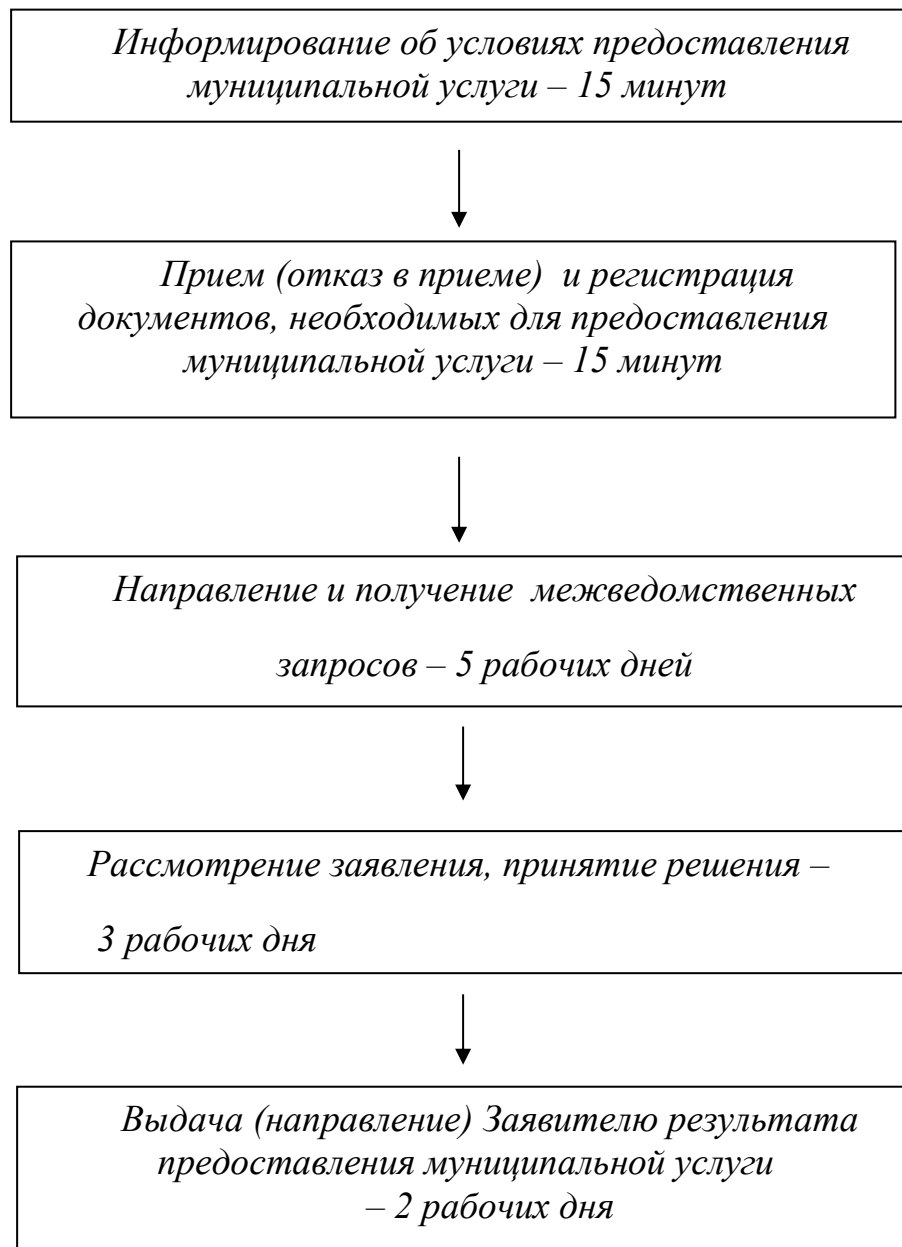 Информирование об условиях предоставления
муниципальной услуги – 15 минут
Прием (отказ в приеме) и регистрация
документов, необходимых для предоставления
муниципальной услуги – 15 минут
Направление и получение межведомственных
запросов – 5 рабочих дней
Рассмотрение заявления, принятие решения –
3 рабочих дня
Выдача (направление) Заявителю результата
предоставления муниципальной услуги
– 2 рабочих дня